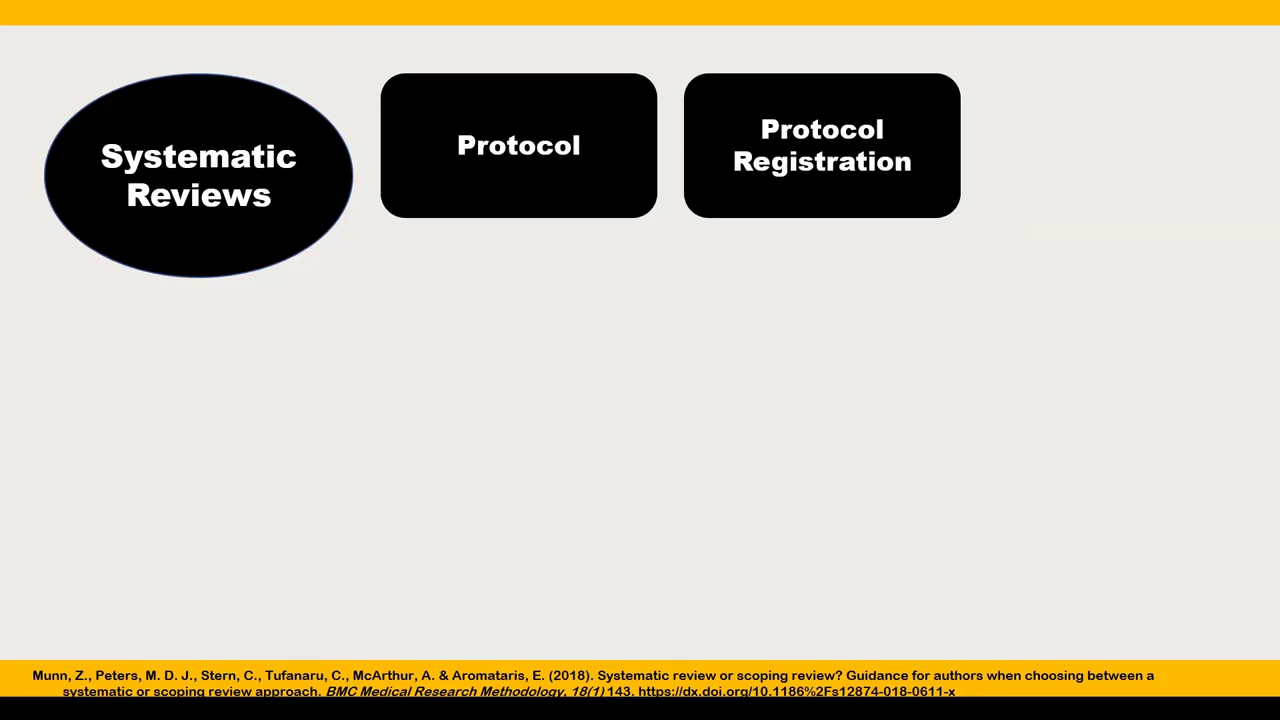 Systematic
Reviews
Protocol
Protocol
Registration
Munn, Z., Peters, M. D. J., Stern, C., Tufanaru, C., McArthur, A. & Aromataris, E. (2018). Systematic review or scoping review? Guidance for authors when choosing between a
systematic or scoping review approach. BMC Medical Research Methodology, 18(1) 143. https://dx.doi.org/10.1186%2Fs12874-018-0611-x